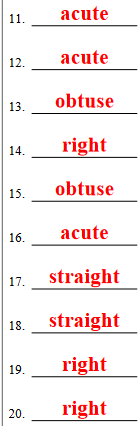 11. acute
12. acute
13. obtuse
14. right
15. obtuse
16. acute
17. straight
18. straight
19. right
20. right